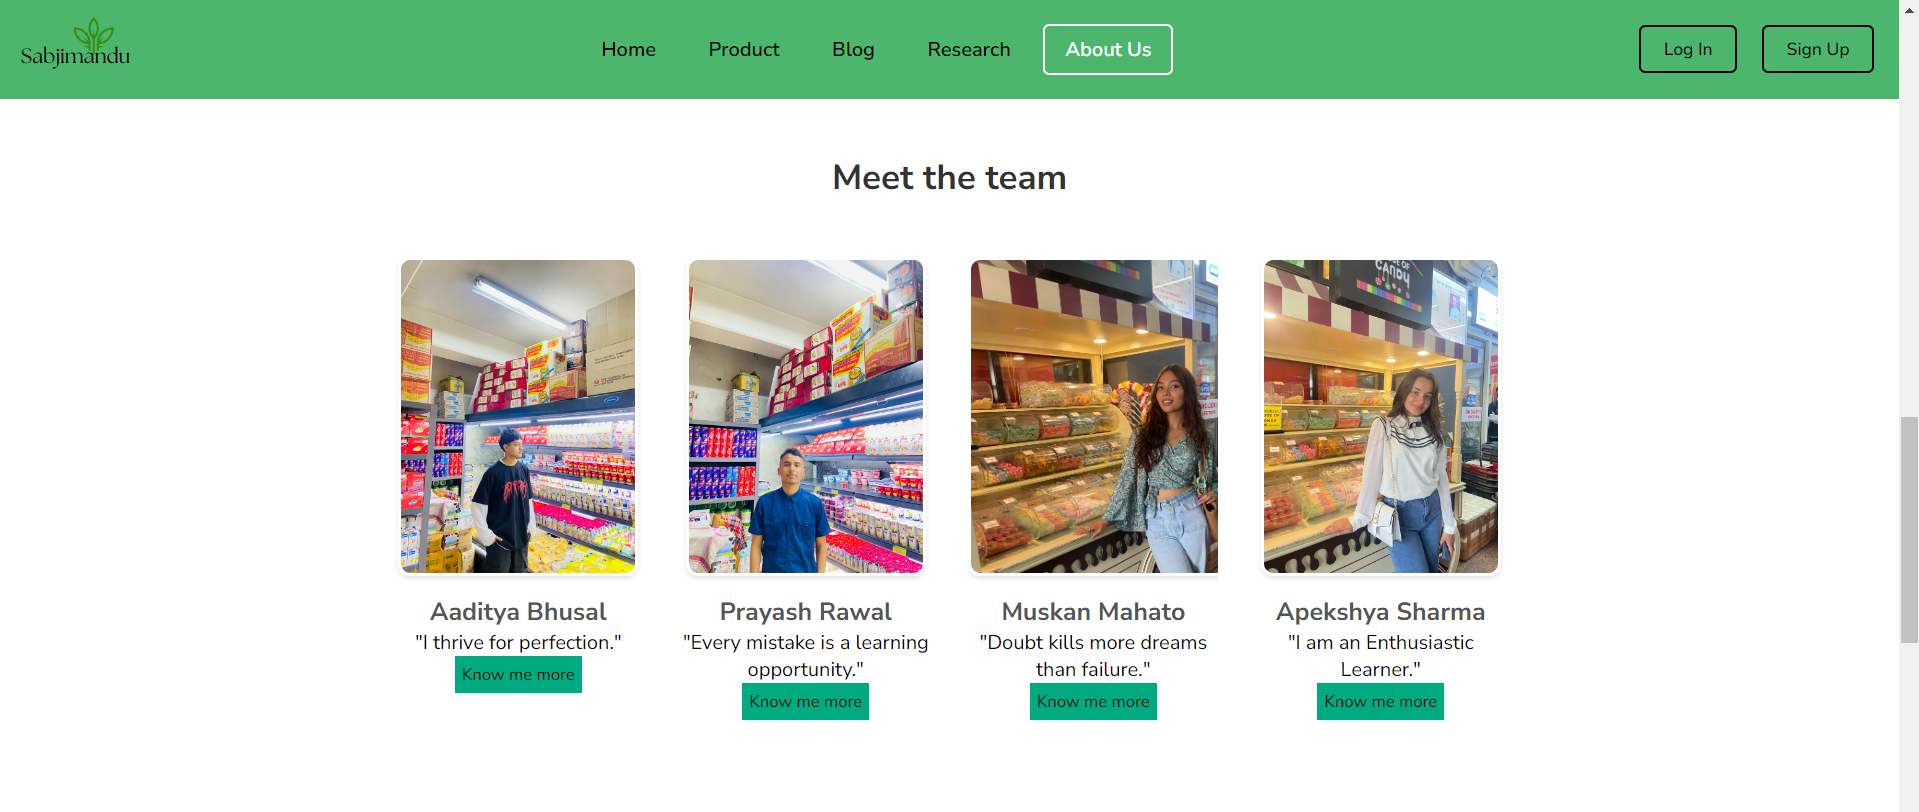 Sabjimandu
Home Product Blog Research About Us
Log In Sign Up
Meet the team
CANDY
Aaditya Bhusal
"I thrive for perfection."
Know me more
Prayash Rawal
"Every mistake is a learning
opportunity."
Know me more
Muskan Mahato
"Doubt kills more dreams
than failure."
Know me more
Apekshya Sharma
"I am an Enthusiastic
Learner."
Know me more